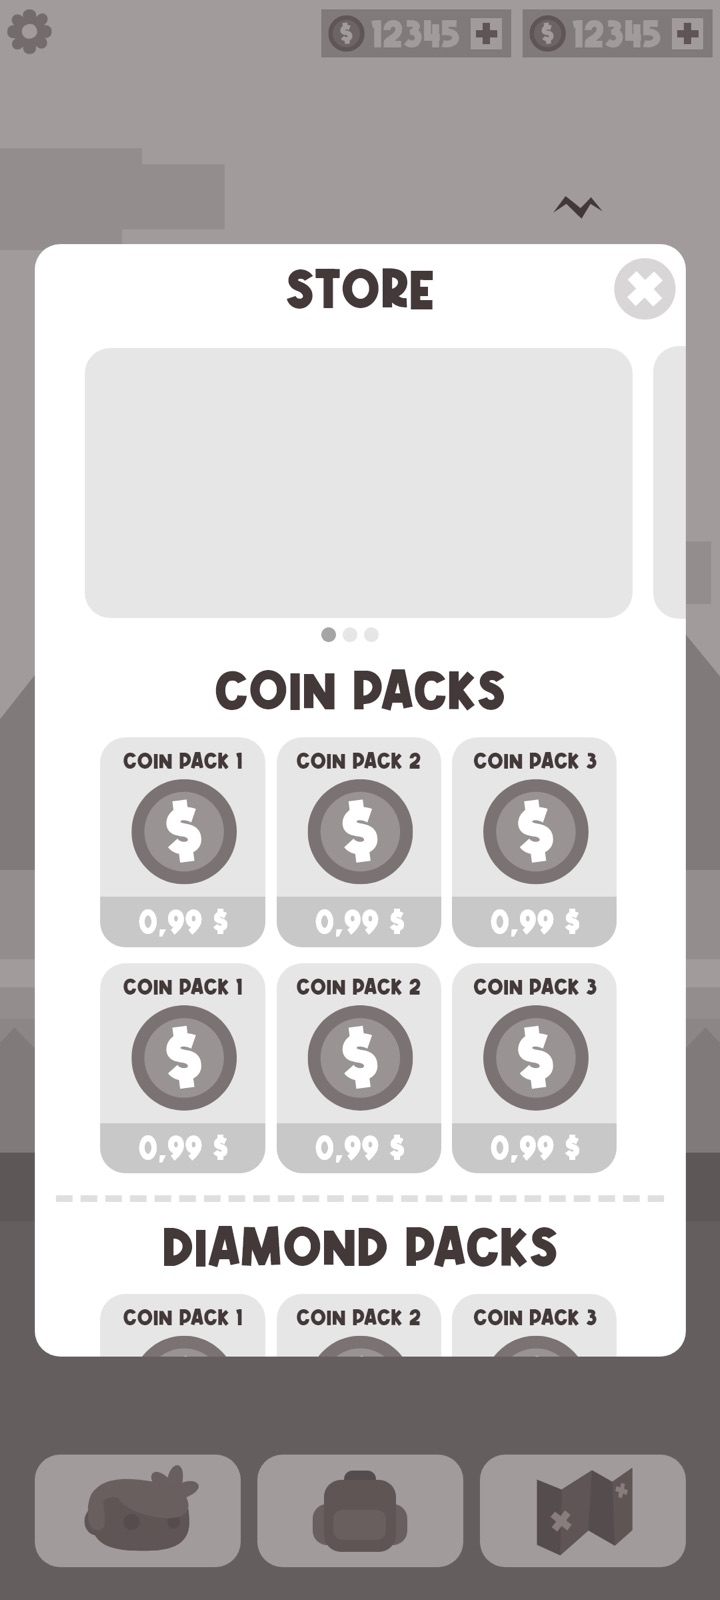 $ 12345 $ 12345
STORE
COIN PACKS
COIN PACK 1 COIN PACK 2 COIN PACK 3
$ $ $
0,99 $ 0,99 $ 0,99 $
COIN PACK 1 COIN PACK 2 COIN PACK 3
$ $ $
0,99 $ 0,99 $ 0,99 $
DIAMOND PACKS
COIN PACK 1 COIN PACK 2 COIN PACK 3